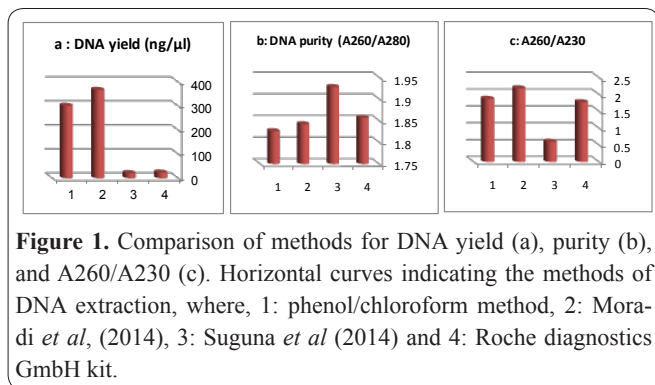 a : DNA yield (ng/µl)
400
300
200
100
0
1 2 3 4
b: DNA purity (A260/A280)
1.95
1.9
1.85
1.8
1.75
1 2 3 4
c: A260/A230
2.5
2
1.5
1
0.5
0
1 2 3 4
Figure 1. Comparison of methods for DNA yield (a), purity (b),
and A260/A230 (c). Horizontal curves indicating the methods of
DNA extraction, where, 1: phenol/chloroform method, 2: Mora-
di et al, (2014), 3: Suguna et al (2014) and 4: Roche diagnostics
GmbH kit.